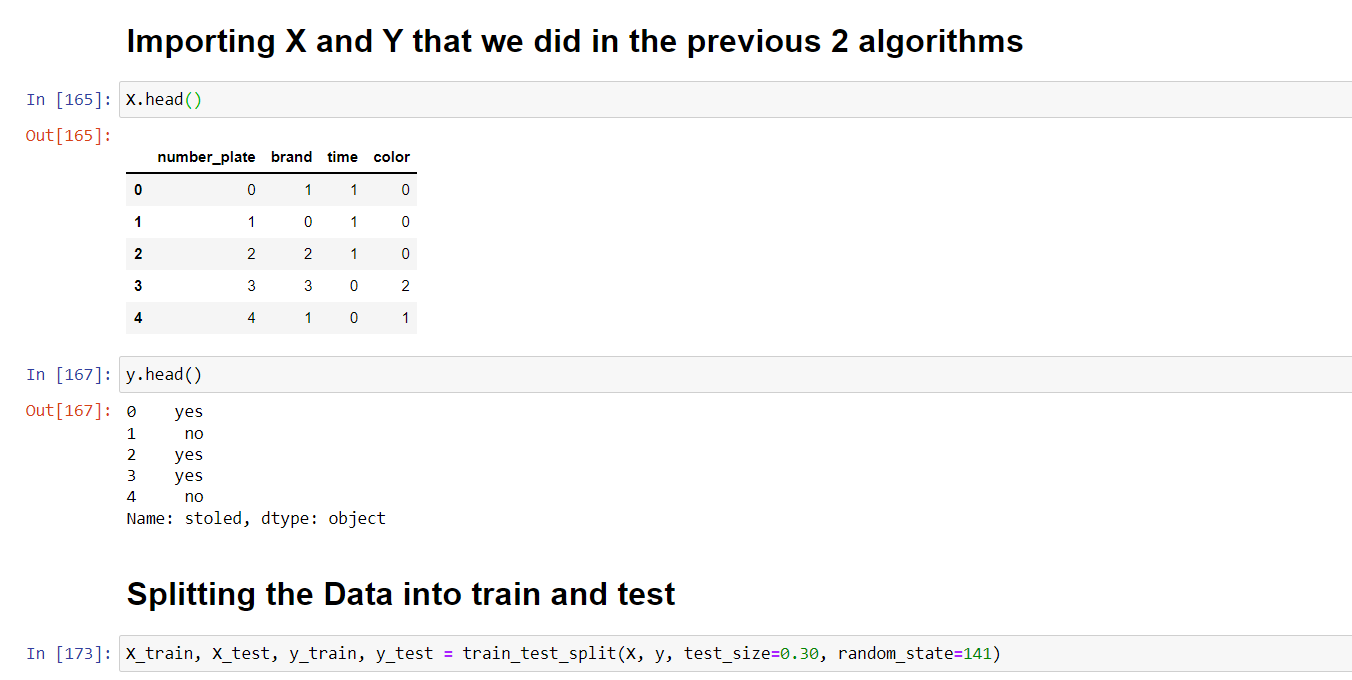 Importing X and Y that we did in the previous 2 algorithms
In [165]: X.head()
Out[165]:
number_plate brand time color
0 0 1 1 0
1 1 0 1 0
2 2 2 1 0
3 3 3 0 2
4 4 1 0 1
In [167]: y.head()
Out[167]: 0 yes
1 no
2 yes
3 yes
4 no
Name: stoled, dtype: object
Splitting the Data into train and test
In [173]: X_train, X_test, y_train, y_test = train_test_split(X, y, test_size=0.30, random_state=141)